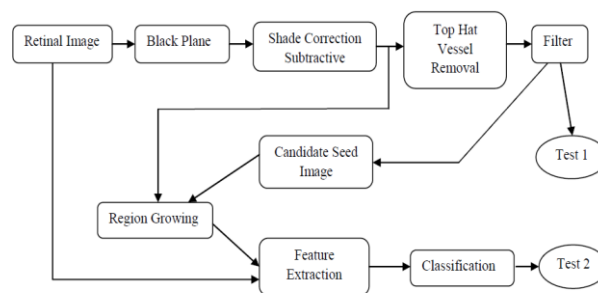 Retinal Image
Black Plane
Shade Correction
Subtractive
Top Hat
Vessel
Removal
Filter
Test 1
Candidate Seed
Image
Region Growing
Feature
Extraction
Classification
Test 2